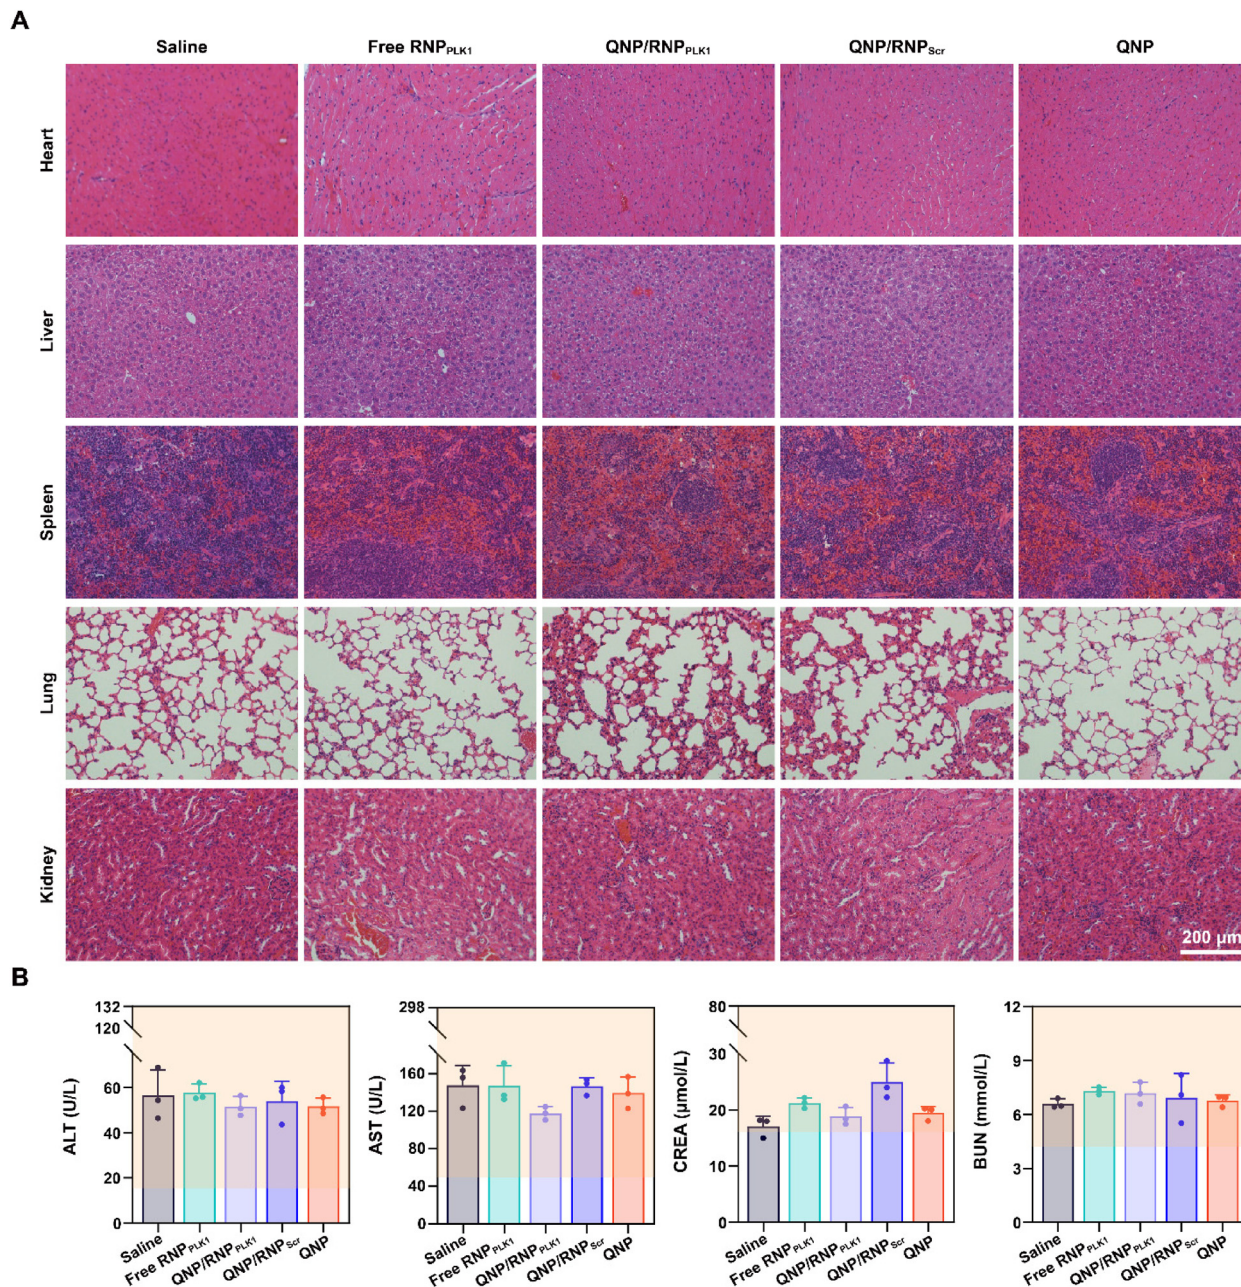 A
Saline Free RNPPLK1 QNP/RNPPLK1 QNP/RNPScr QNP
Heart
Liver
Spleen
Lung
Kidney
200 μm
B
132
120
60
40
20
0
ALT (U/L)
Saline
Free RNPPLK1
QNP/RNPPLK1
QNP/RNPScr
QNP
298
160
120
80
40
0
AST (U/L)
Saline
Free RNPPLK1
QNP/RNPPLK1
QNP/RNPScr
QNP
80
30
20
10
0
CREA (μmol/L)
Saline
Free RNPPLK1
QNP/RNPPLK1
QNP/RNPScr
QNP
12
9
6
3
0
BUN (mmol/L)
Saline
Free RNPPLK1
QNP/RNPPLK1
QNP/RNPScr
QNP